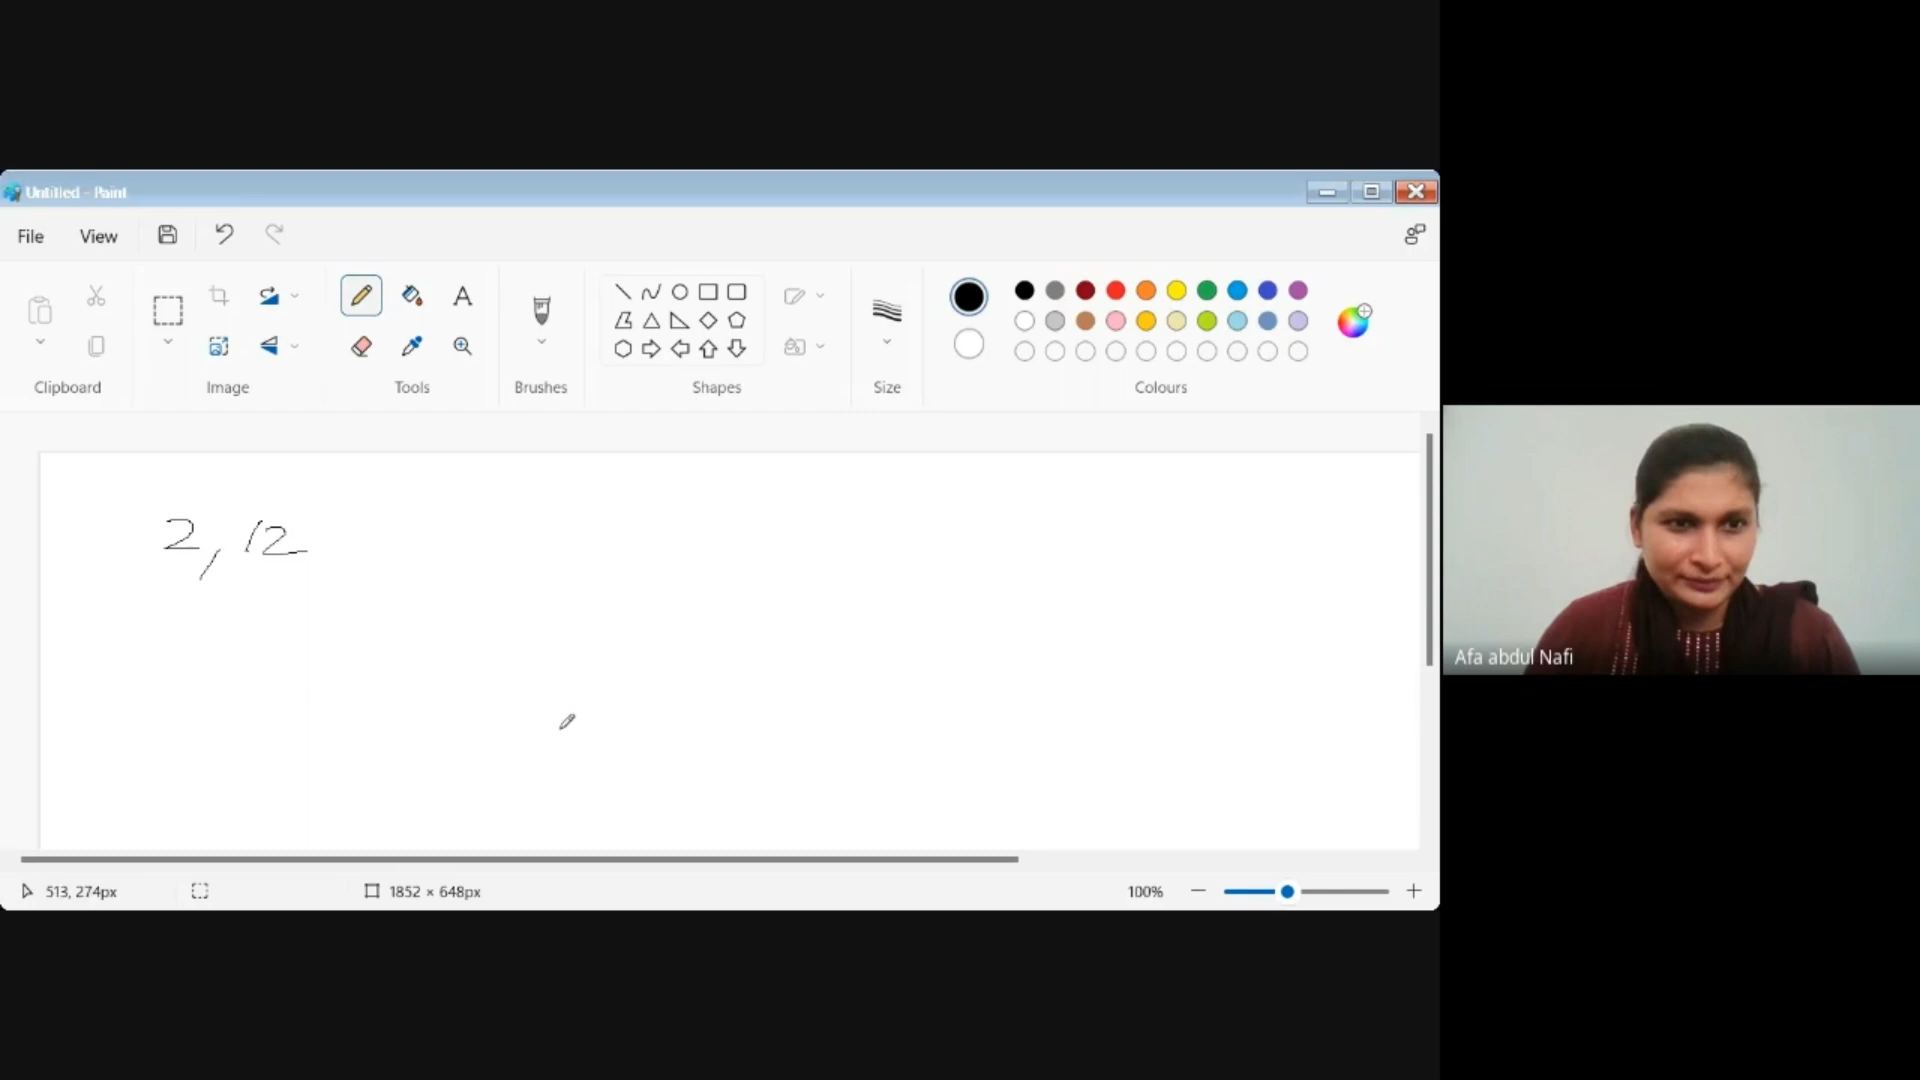 Untitled - Paint
File View
Clipboard Image Tools Brushes Shapes Size Colours
2, 12
Afa abdul Nafi
513, 274px 1852 × 648px 100%